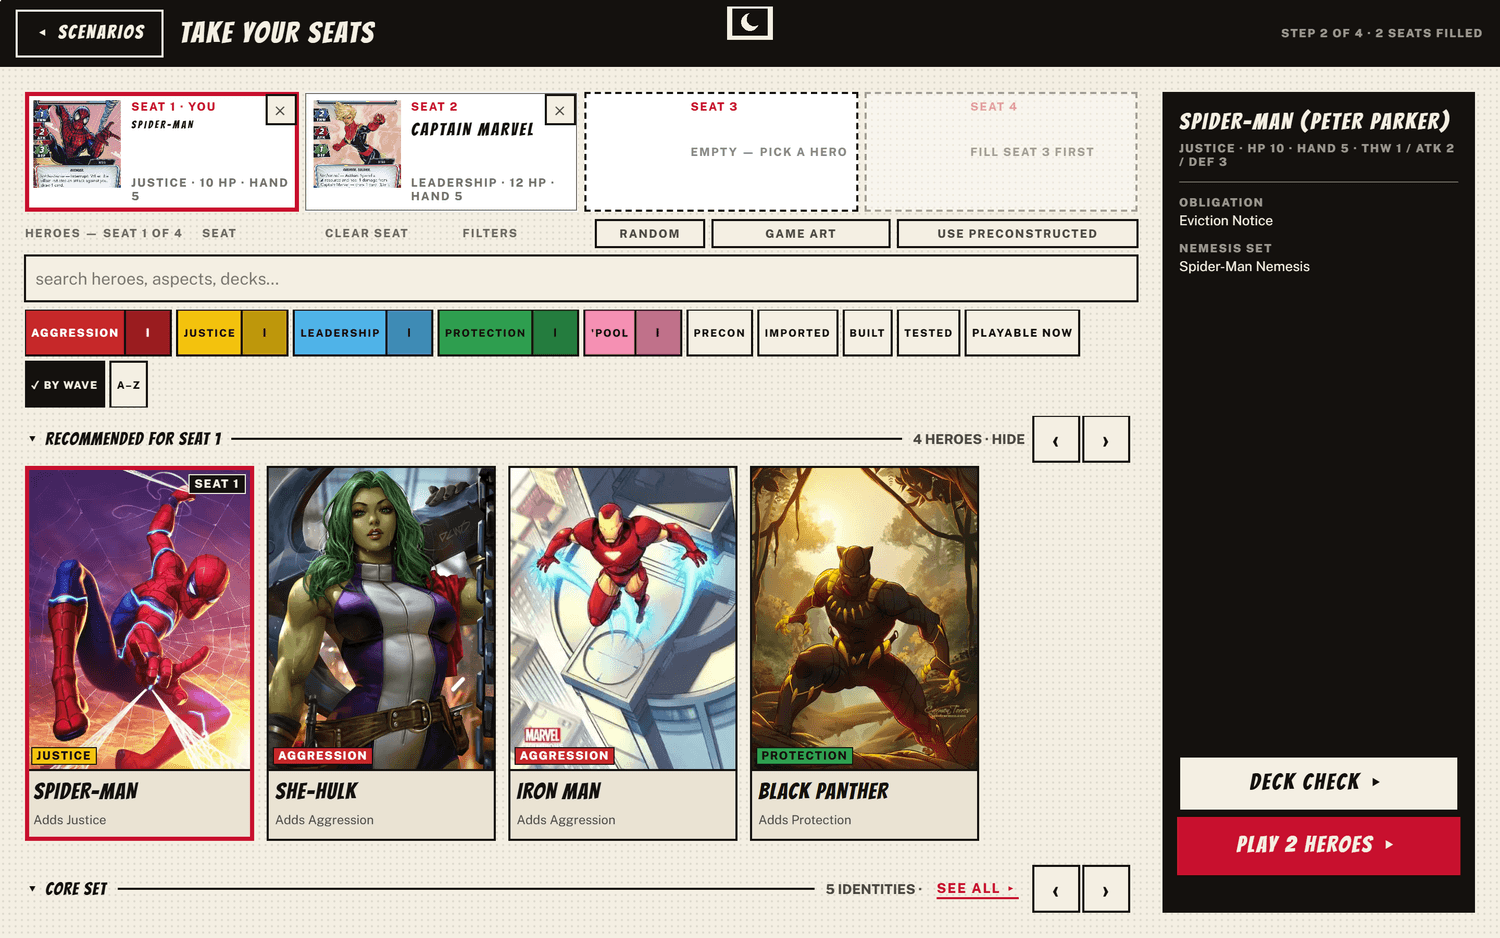 ◂ SCENARIOS
TAKE YOUR SEATS
STEP 2 OF 4 · 2 SEATS FILLED
SEAT 1 · YOU
SPIDER-MAN
JUSTICE · 10 HP · HAND
5
×
SEAT 2
CAPTAIN MARVEL
LEADERSHIP · 12 HP ·
HAND 5
×
SEAT 3
EMPTY — PICK A HERO
SEAT 4
FILL SEAT 3 FIRST
HEROES — SEAT 1 OF 4 SEAT CLEAR SEAT FILTERS
RANDOM GAME ART USE PRECONSTRUCTED
search heroes, aspects, decks...
AGGRESSION I JUSTICE I LEADERSHIP I PROTECTION I 'POOL I PRECON IMPORTED BUILT TESTED PLAYABLE NOW
✓ BY WAVE A–Z
▾ RECOMMENDED FOR SEAT 1
4 HEROES · HIDE ‹ ›
SEAT 1
JUSTICE
SPIDER-MAN
Adds Justice
AGGRESSION
SHE-HULK
Adds Aggression
MARVEL
AGGRESSION
IRON MAN
Adds Aggression
PROTECTION
BLACK PANTHER
Adds Protection
▾ CORE SET
5 IDENTITIES · SEE ALL ▸ ‹ ›
SPIDER-MAN (PETER PARKER)
JUSTICE · HP 10 · HAND 5 · THW 1 / ATK 2
/ DEF 3
OBLIGATION
Eviction Notice
NEMESIS SET
Spider-Man Nemesis
DECK CHECK ▸
PLAY 2 HEROES ▸